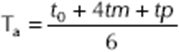 Tₐ = (t₀ + 4tm + tp) / 6